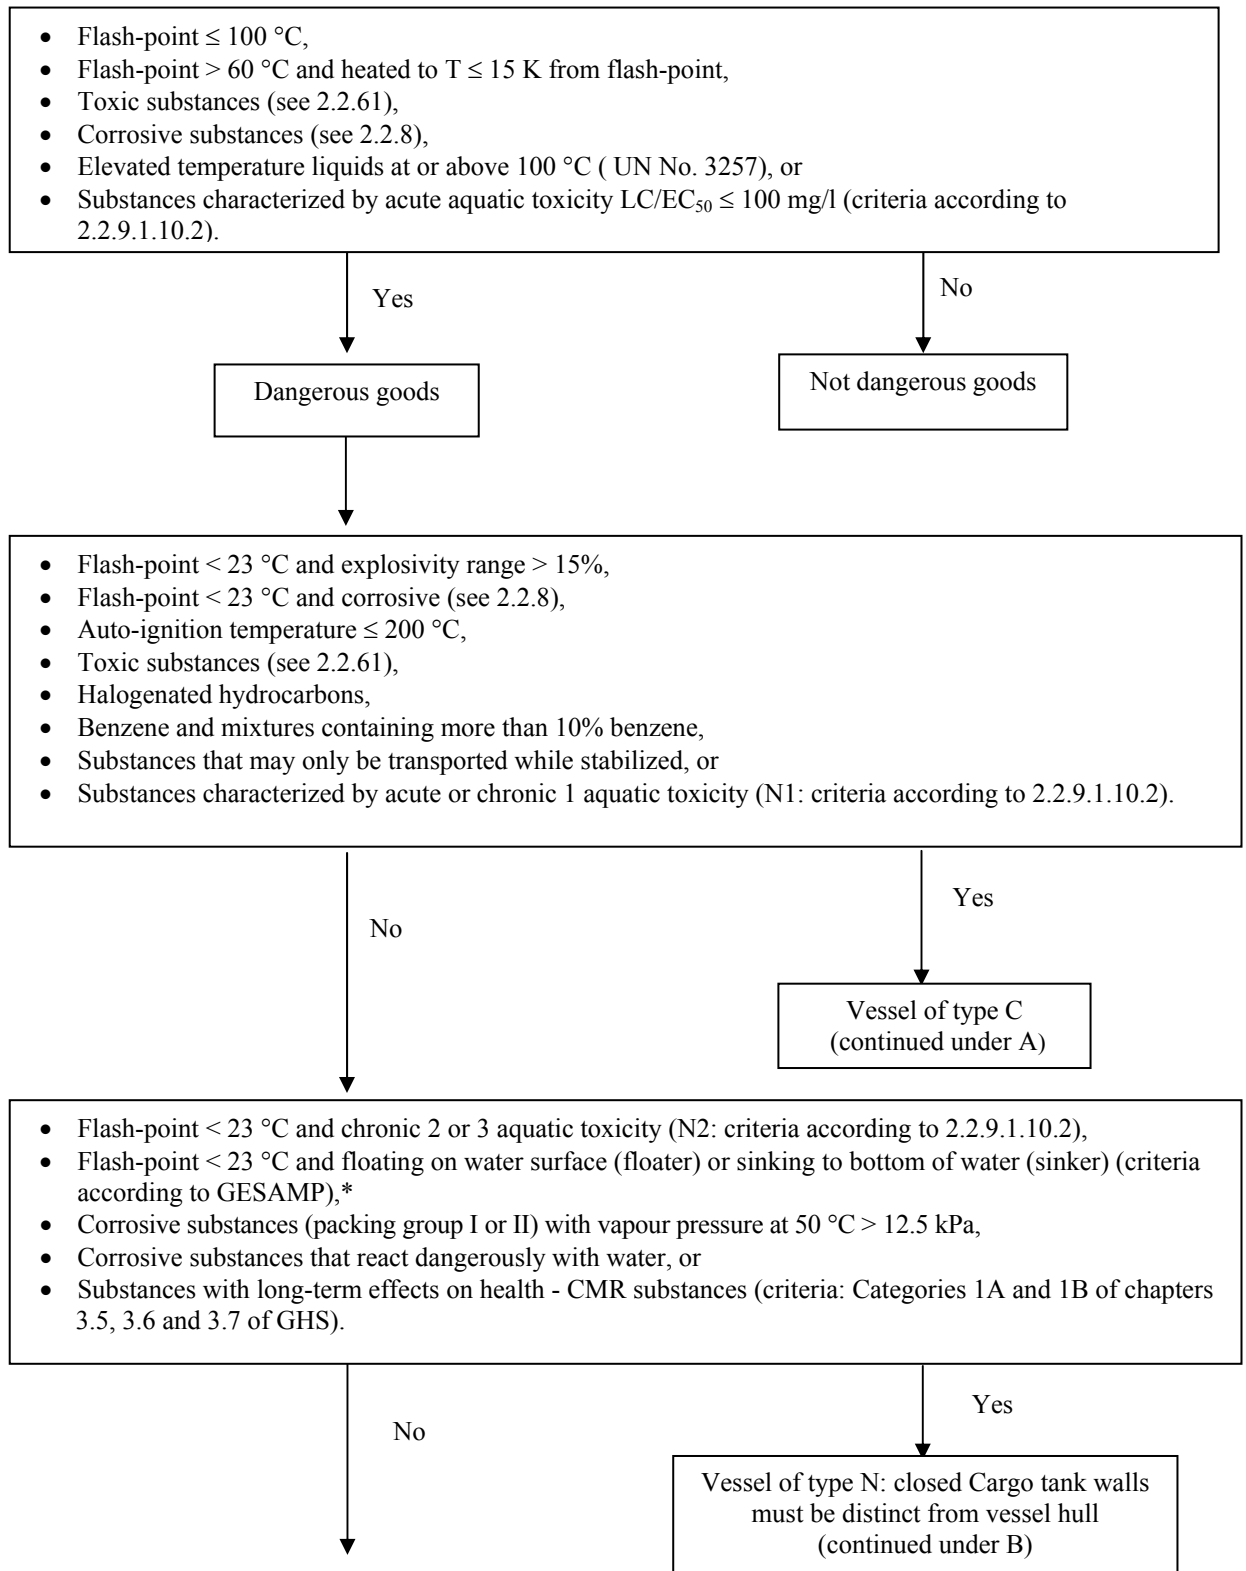 • Flash-point ≤ 100 °C,
• Flash-point > 60 °C and heated to T ≤ 15 K from flash-point,
• Toxic substances (see 2.2.61),
• Corrosive substances (see 2.2.8),
• Elevated temperature liquids at or above 100 °C ( UN No. 3257), or
• Substances characterized by acute aquatic toxicity LC/EC₅₀ ≤ 100 mg/l (criteria according to
2.2.9.1.10.2).
Yes
No
Dangerous goods
Not dangerous goods
• Flash-point < 23 °C and explosivity range > 15%,
• Flash-point < 23 °C and corrosive (see 2.2.8),
• Auto-ignition temperature ≤ 200 °C,
• Toxic substances (see 2.2.61),
• Halogenated hydrocarbons,
• Benzene and mixtures containing more than 10% benzene,
• Substances that may only be transported while stabilized, or
• Substances characterized by acute or chronic 1 aquatic toxicity (N1: criteria according to 2.2.9.1.10.2).
No
Yes
Vessel of type C
(continued under A)
• Flash-point < 23 °C and chronic 2 or 3 aquatic toxicity (N2: criteria according to 2.2.9.1.10.2),
• Flash-point < 23 °C and floating on water surface (floater) or sinking to bottom of water (sinker) (criteria
according to GESAMP),*
• Corrosive substances (packing group I or II) with vapour pressure at 50 °C > 12.5 kPa,
• Corrosive substances that react dangerously with water, or
• Substances with long-term effects on health - CMR substances (criteria: Categories 1A and 1B of chapters
3.5, 3.6 and 3.7 of GHS).
No
Yes
Vessel of type N: closed Cargo tank walls
must be distinct from vessel hull
(continued under B)